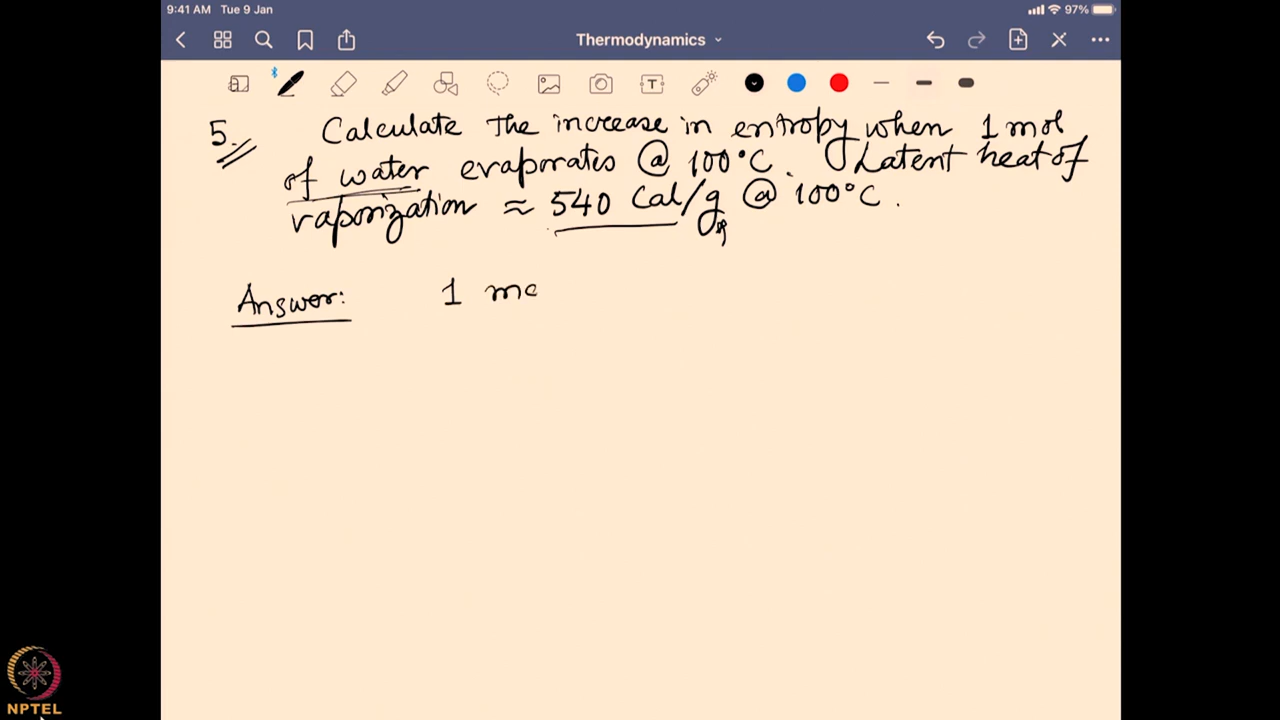 9:41 AM Tue 9 Jan
97%
Thermodynamics
T
5. Calculate The increase in entropy when 1 mol
of water evaporates @ 100°C. Latent heat of
vaporization ≈ 540 Cal/g @ 100°C.
Answer: 1 mo
NPTEL